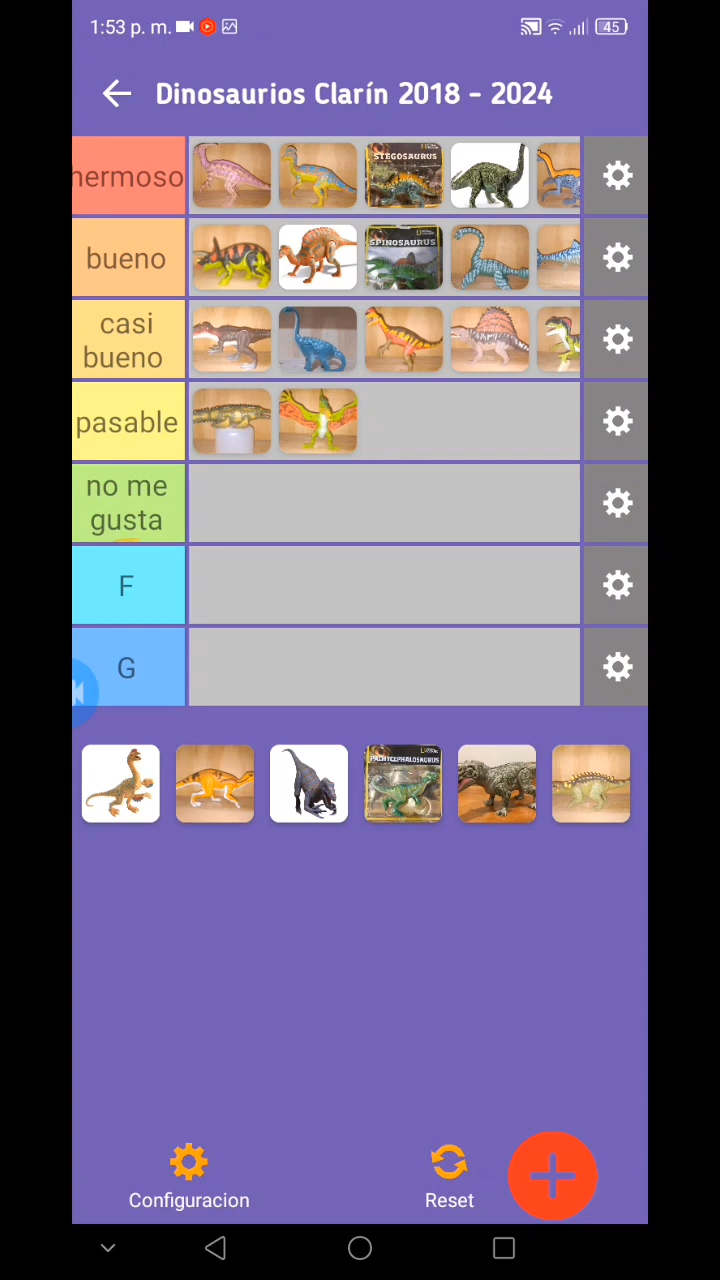 1:53 p. m.
45
Dinosaurios Clarín 2018 - 2024
hermoso
STEGOSAURUS
bueno
SPINOSAURUS
casi
bueno
pasable
no me
gusta
F
G
PACHYCEPHALOSAURUS
Configuracion
Reset